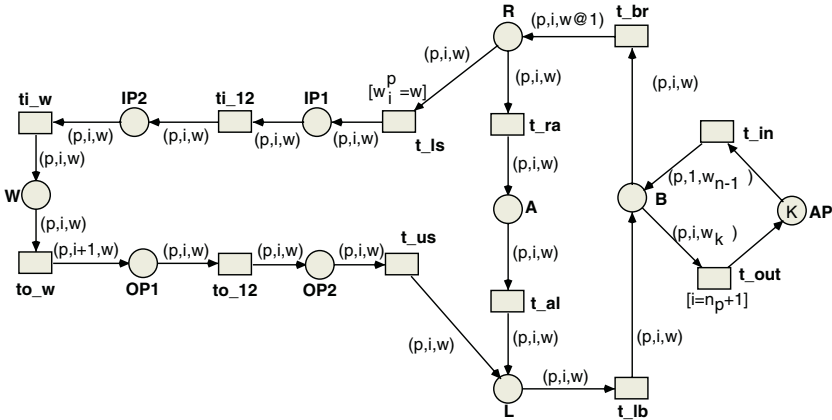 R
(p,i,w@1)
t_br
(p,i,w)
(p,i,w)
(p,i,w)
[w_i^p =w]
ti_w
IP2
ti_12
IP1
t_ls
t_ra
t_in
(p,i,w)
(p,i,w)
(p,i,w)
(p,i,w)
(p,i,w)
(p,i,w)
(p,1,w_{n-1} )
W
A
B
K
AP
(p,i,w)
(p,i,w_k )
(p,i+1,w)
(p,i,w)
(p,i,w)
(p,i,w)
t_us
(p,i,w)
to_w
OP1
to_12
OP2
t_out
[i=n_p+1]
t_al
(p,i,w)
(p,i,w)
(p,i,w)
(p,i,w)
L
t_lb